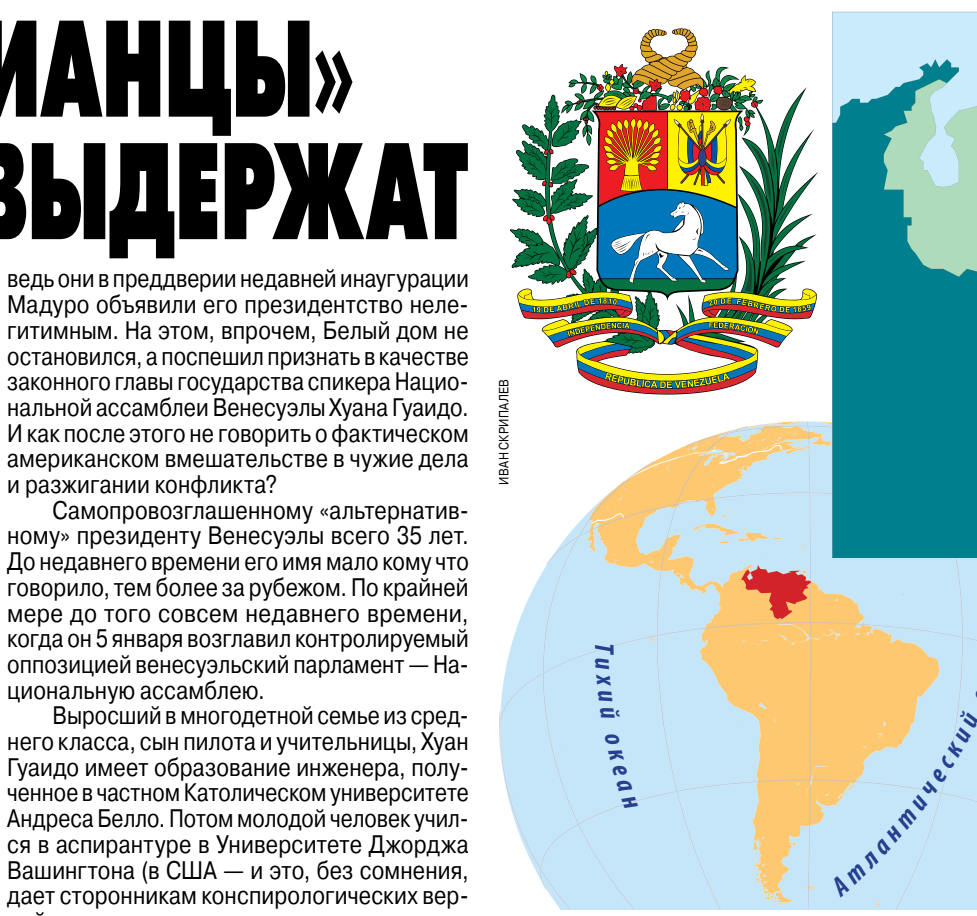 ИАНЦЫ»
ВЫДЕРЖАТ
ведь они в преддверии недавней инаугурации
Мадуро объявили его президентство неле-
гитимным. На этом, впрочем, Белый дом не
остановился, а поспешил признать в качестве
законного главы государства спикера Нацио-
нальной ассамблеи Венесуэлы Хуана Гуаидо.
И как после этого не говорить о фактическом
американском вмешательстве в чужие дела
и разжигании конфликта?
Самопровозглашенному «альтернатив-
ному» президенту Венесуэлы всего 35 лет.
До недавнего времени его имя мало кому что
говорило, тем более за рубежом. По крайней
мере до того совсем недавнего времени,
когда он 5 января возглавил контролируемый
оппозицией венесуэльский парламент — На-
циональную ассамблею.
Выросший в многодетной семье из сред-
него класса, сын пилота и учительницы, Хуан
Гуаидо имеет образование инженера, полу-
ченное в частном Католическом университете
Андреса Белло. Потом молодой человек учил-
ся в аспирантуре в Университете Джорджа
Вашингтона (в США — и это, без сомнения,
дает сторонникам конспирологических вер-
19 DE ABRIL DE 1810
20 DE FEBRERO DE 1859
INDEPENDENCIA
FEDERACION
REPUBLICA DE VENEZUELA
ИВАН СКРИПАЛЕВ
Тихий океан
Атлантический